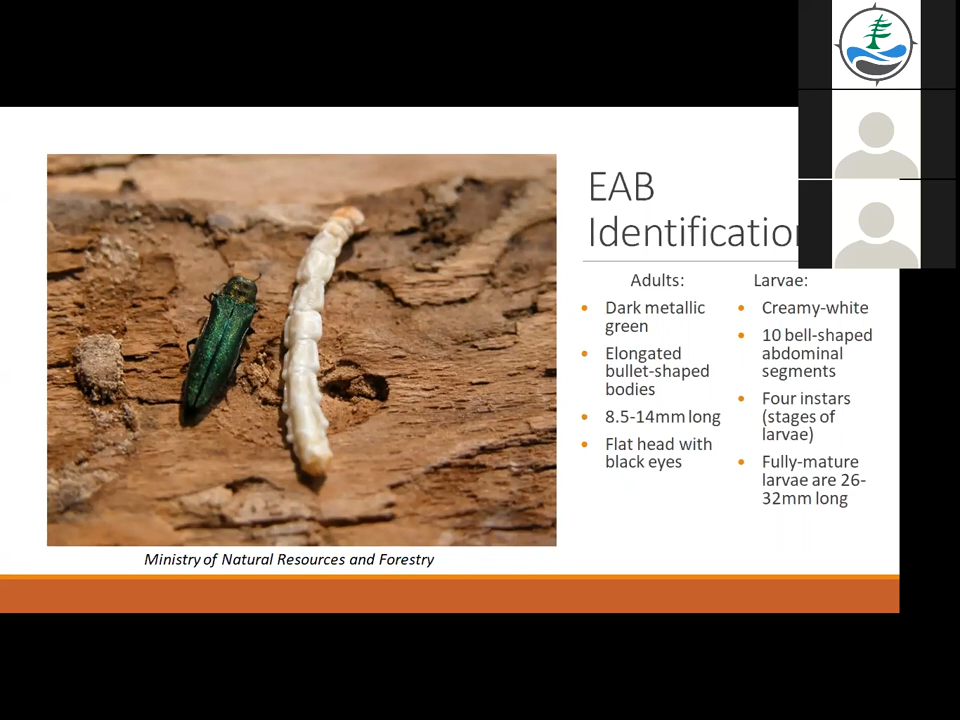 EAB
Identification
Adults:
Dark metallic
green
Elongated
bullet-shaped
bodies
8.5-14mm long
Flat head with
black eyes
Larvae:
Creamy-white
10 bell-shaped
abdominal
segments
Four instars
(stages of
larvae)
Fully-mature
larvae are 26-
32mm long
Ministry of Natural Resources and Forestry